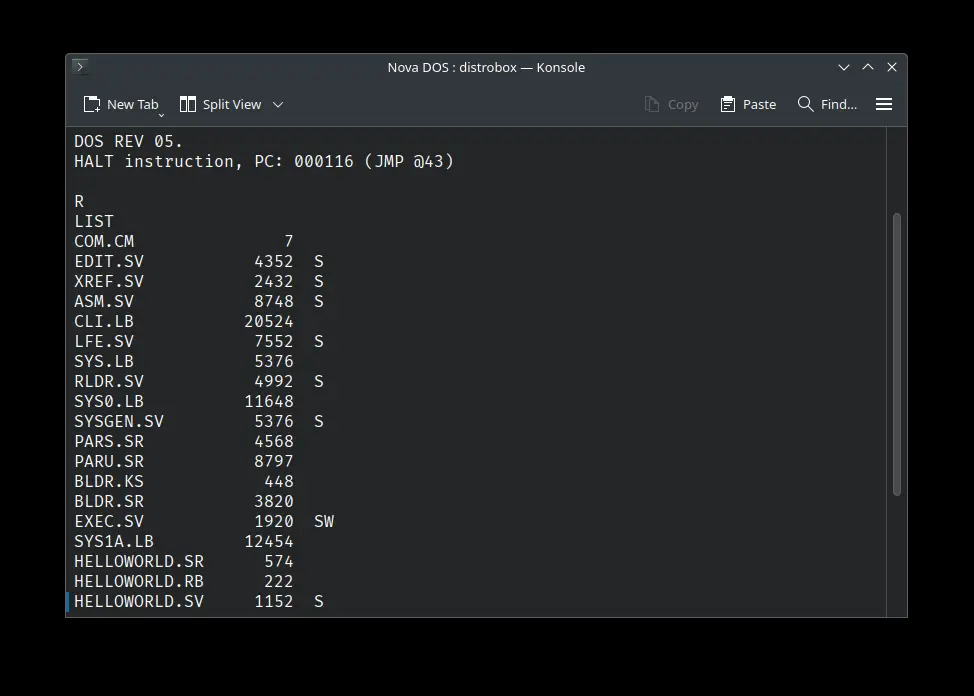 Nova DOS : distrobox — Konsole
New Tab Split View Copy Paste Find...
DOS REV 05.
HALT instruction, PC: 000116 (JMP @43)
R
LIST
COM.CM 7
EDIT.SV 4352 S
XREF.SV 2432 S
ASM.SV 8748 S
CLI.LB 20524
LFE.SV 7552 S
SYS.LB 5376
RLDR.SV 4992 S
SYS0.LB 11648
SYSGEN.SV 5376 S
PARS.SR 4568
PARU.SR 8797
BLDR.KS 448
BLDR.SR 3820
EXEC.SV 1920 SW
SYS1A.LB 12454
HELLOWORLD.SR 574
HELLOWORLD.RB 222
HELLOWORLD.SV 1152 S